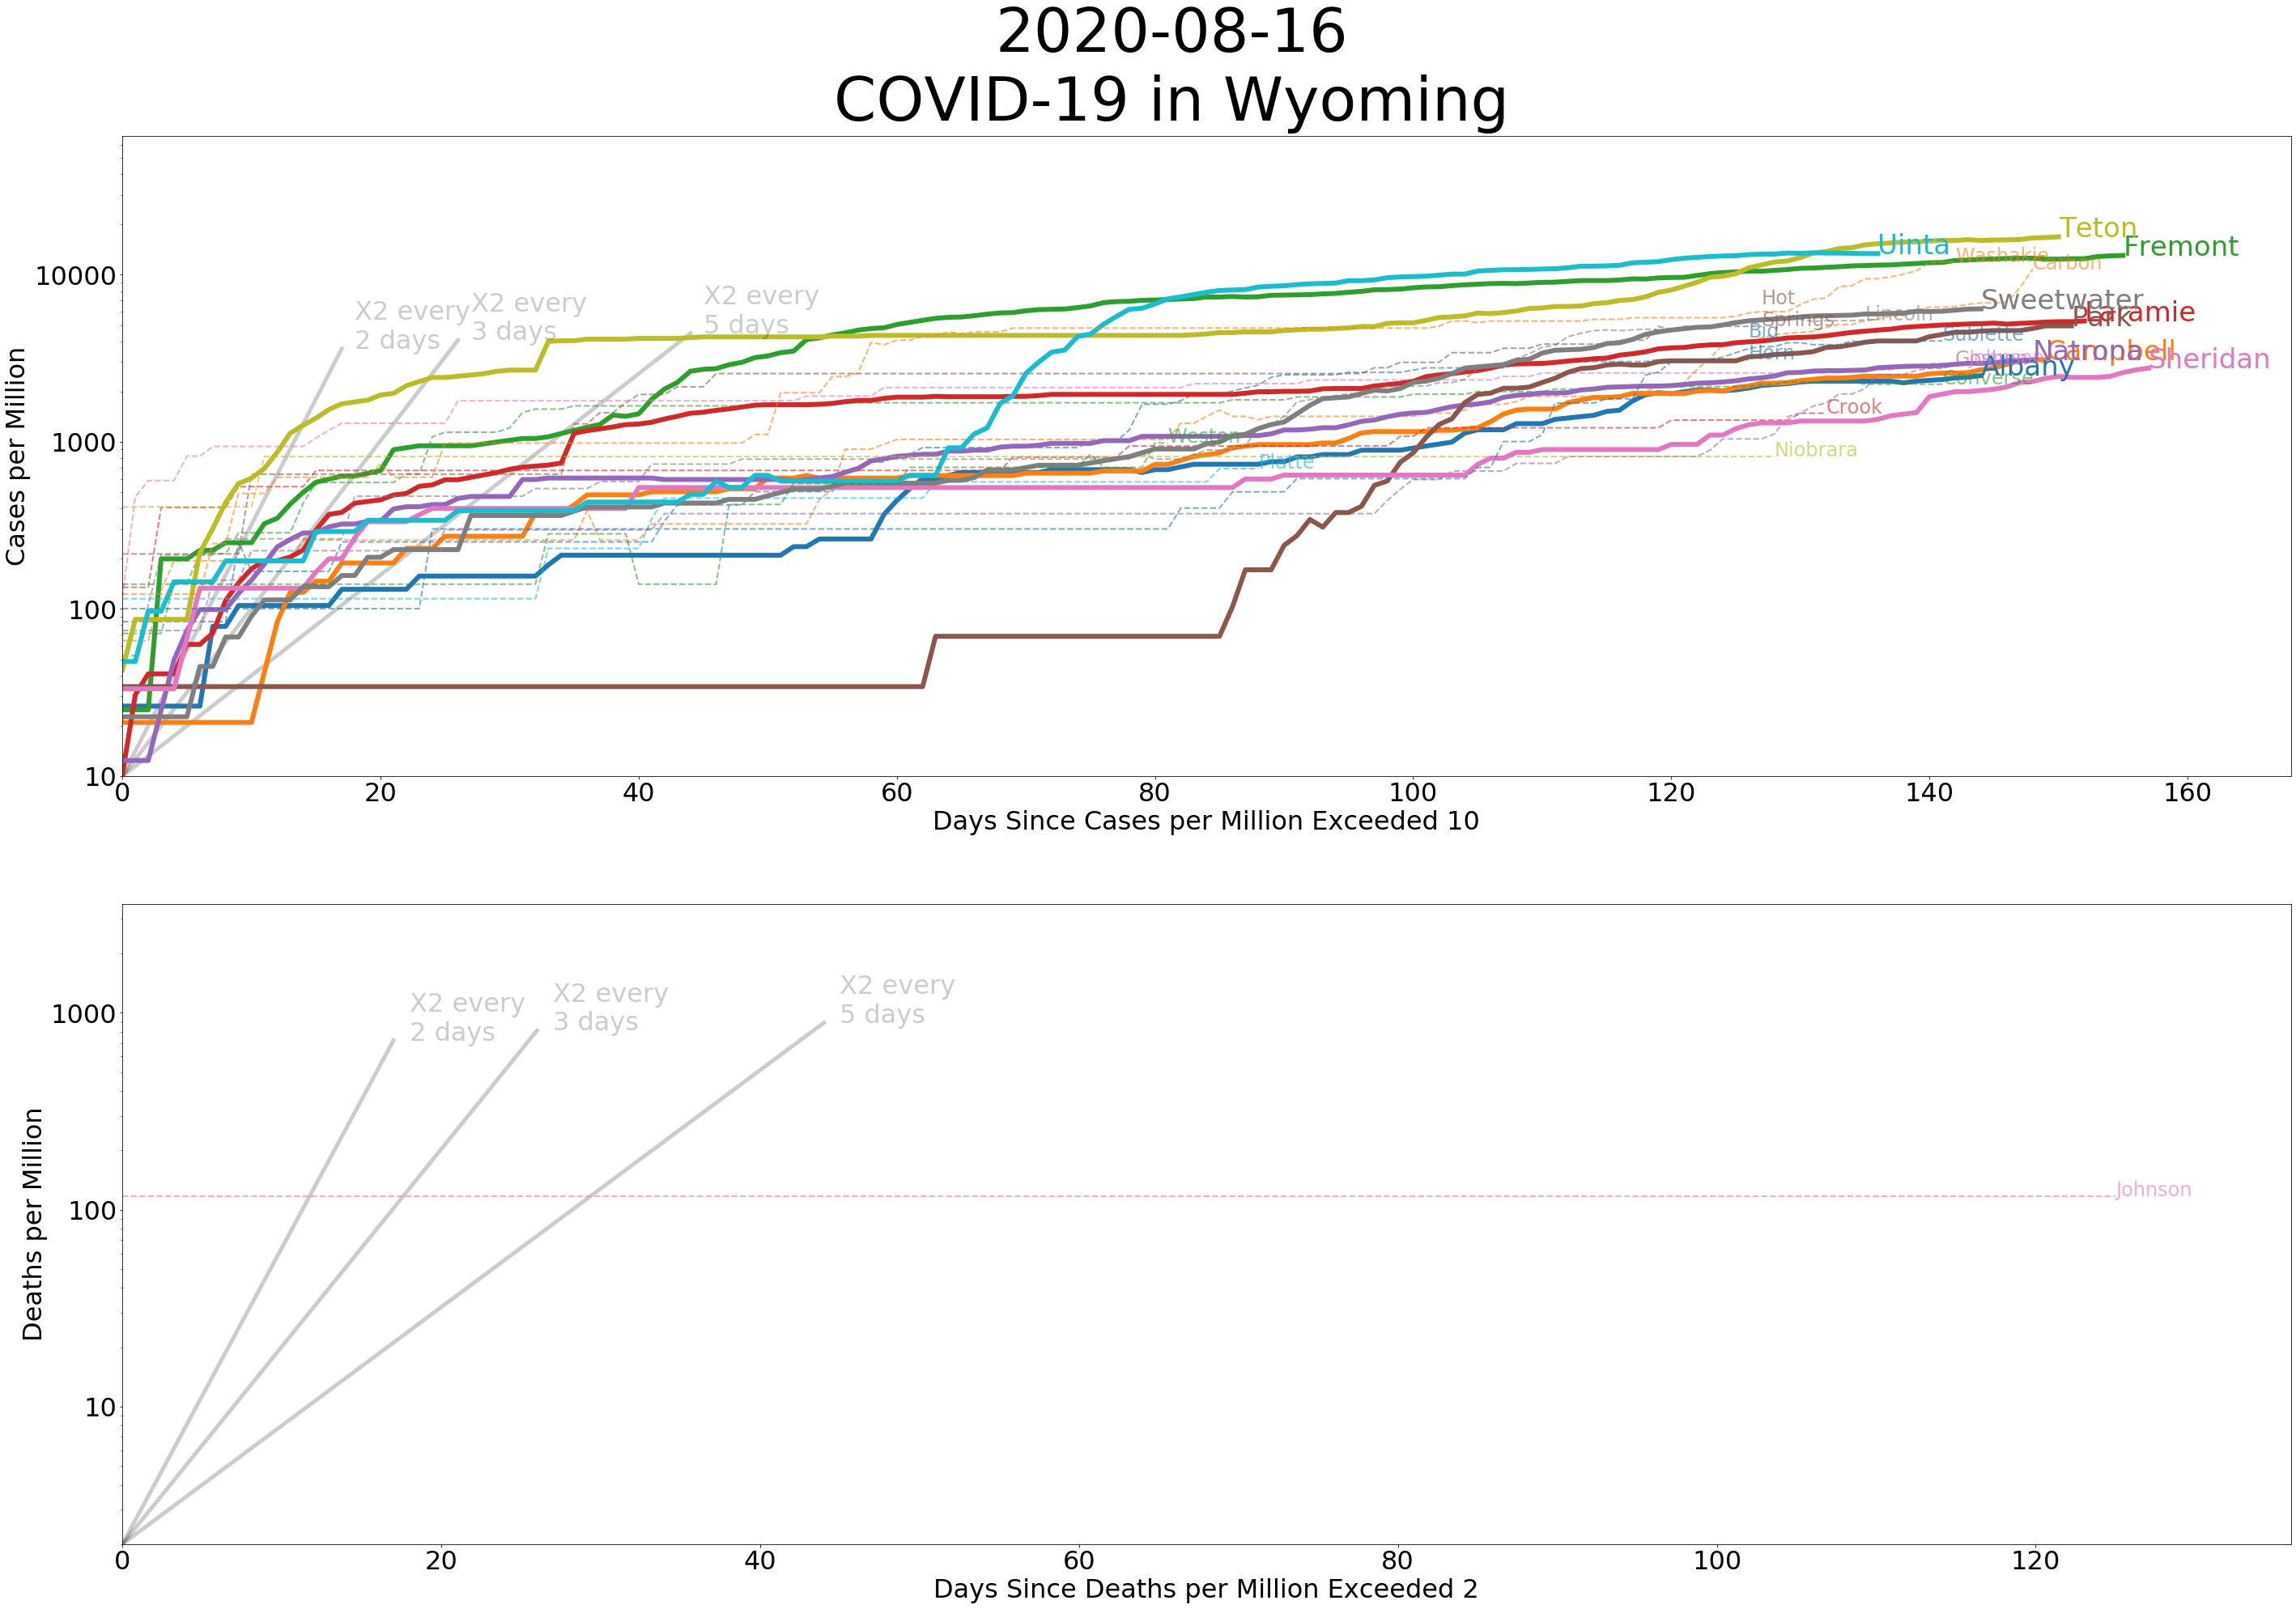 2020-08-16
COVID-19 in Wyoming
Cases per Million
10000
1000
100
10
X2 every
2 days
X2 every
3 days
X2 every
5 days
Teton
Uinta
Fremont
Washakie
Carbon
Hot
Springs
Sweetwater
Lincoln
Laramie
Park
Big
Horn
Sublette
Natrona
Campbell
Sheridan
Albany
Converse
Crook
Weston
Niobrara
Platte
0
20
40
60
80
100
120
140
160
Days Since Cases per Million Exceeded 10
Deaths per Million
1000
100
10
X2 every
2 days
X2 every
3 days
X2 every
5 days
Johnson
0
20
40
60
80
100
120
Days Since Deaths per Million Exceeded 2